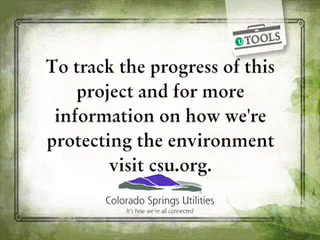 TOOLS
To track the progress of this
project and for more
information on how we're
protecting the environment
visit csu.org.
Colorado Springs Utilities
It's how we're all connected